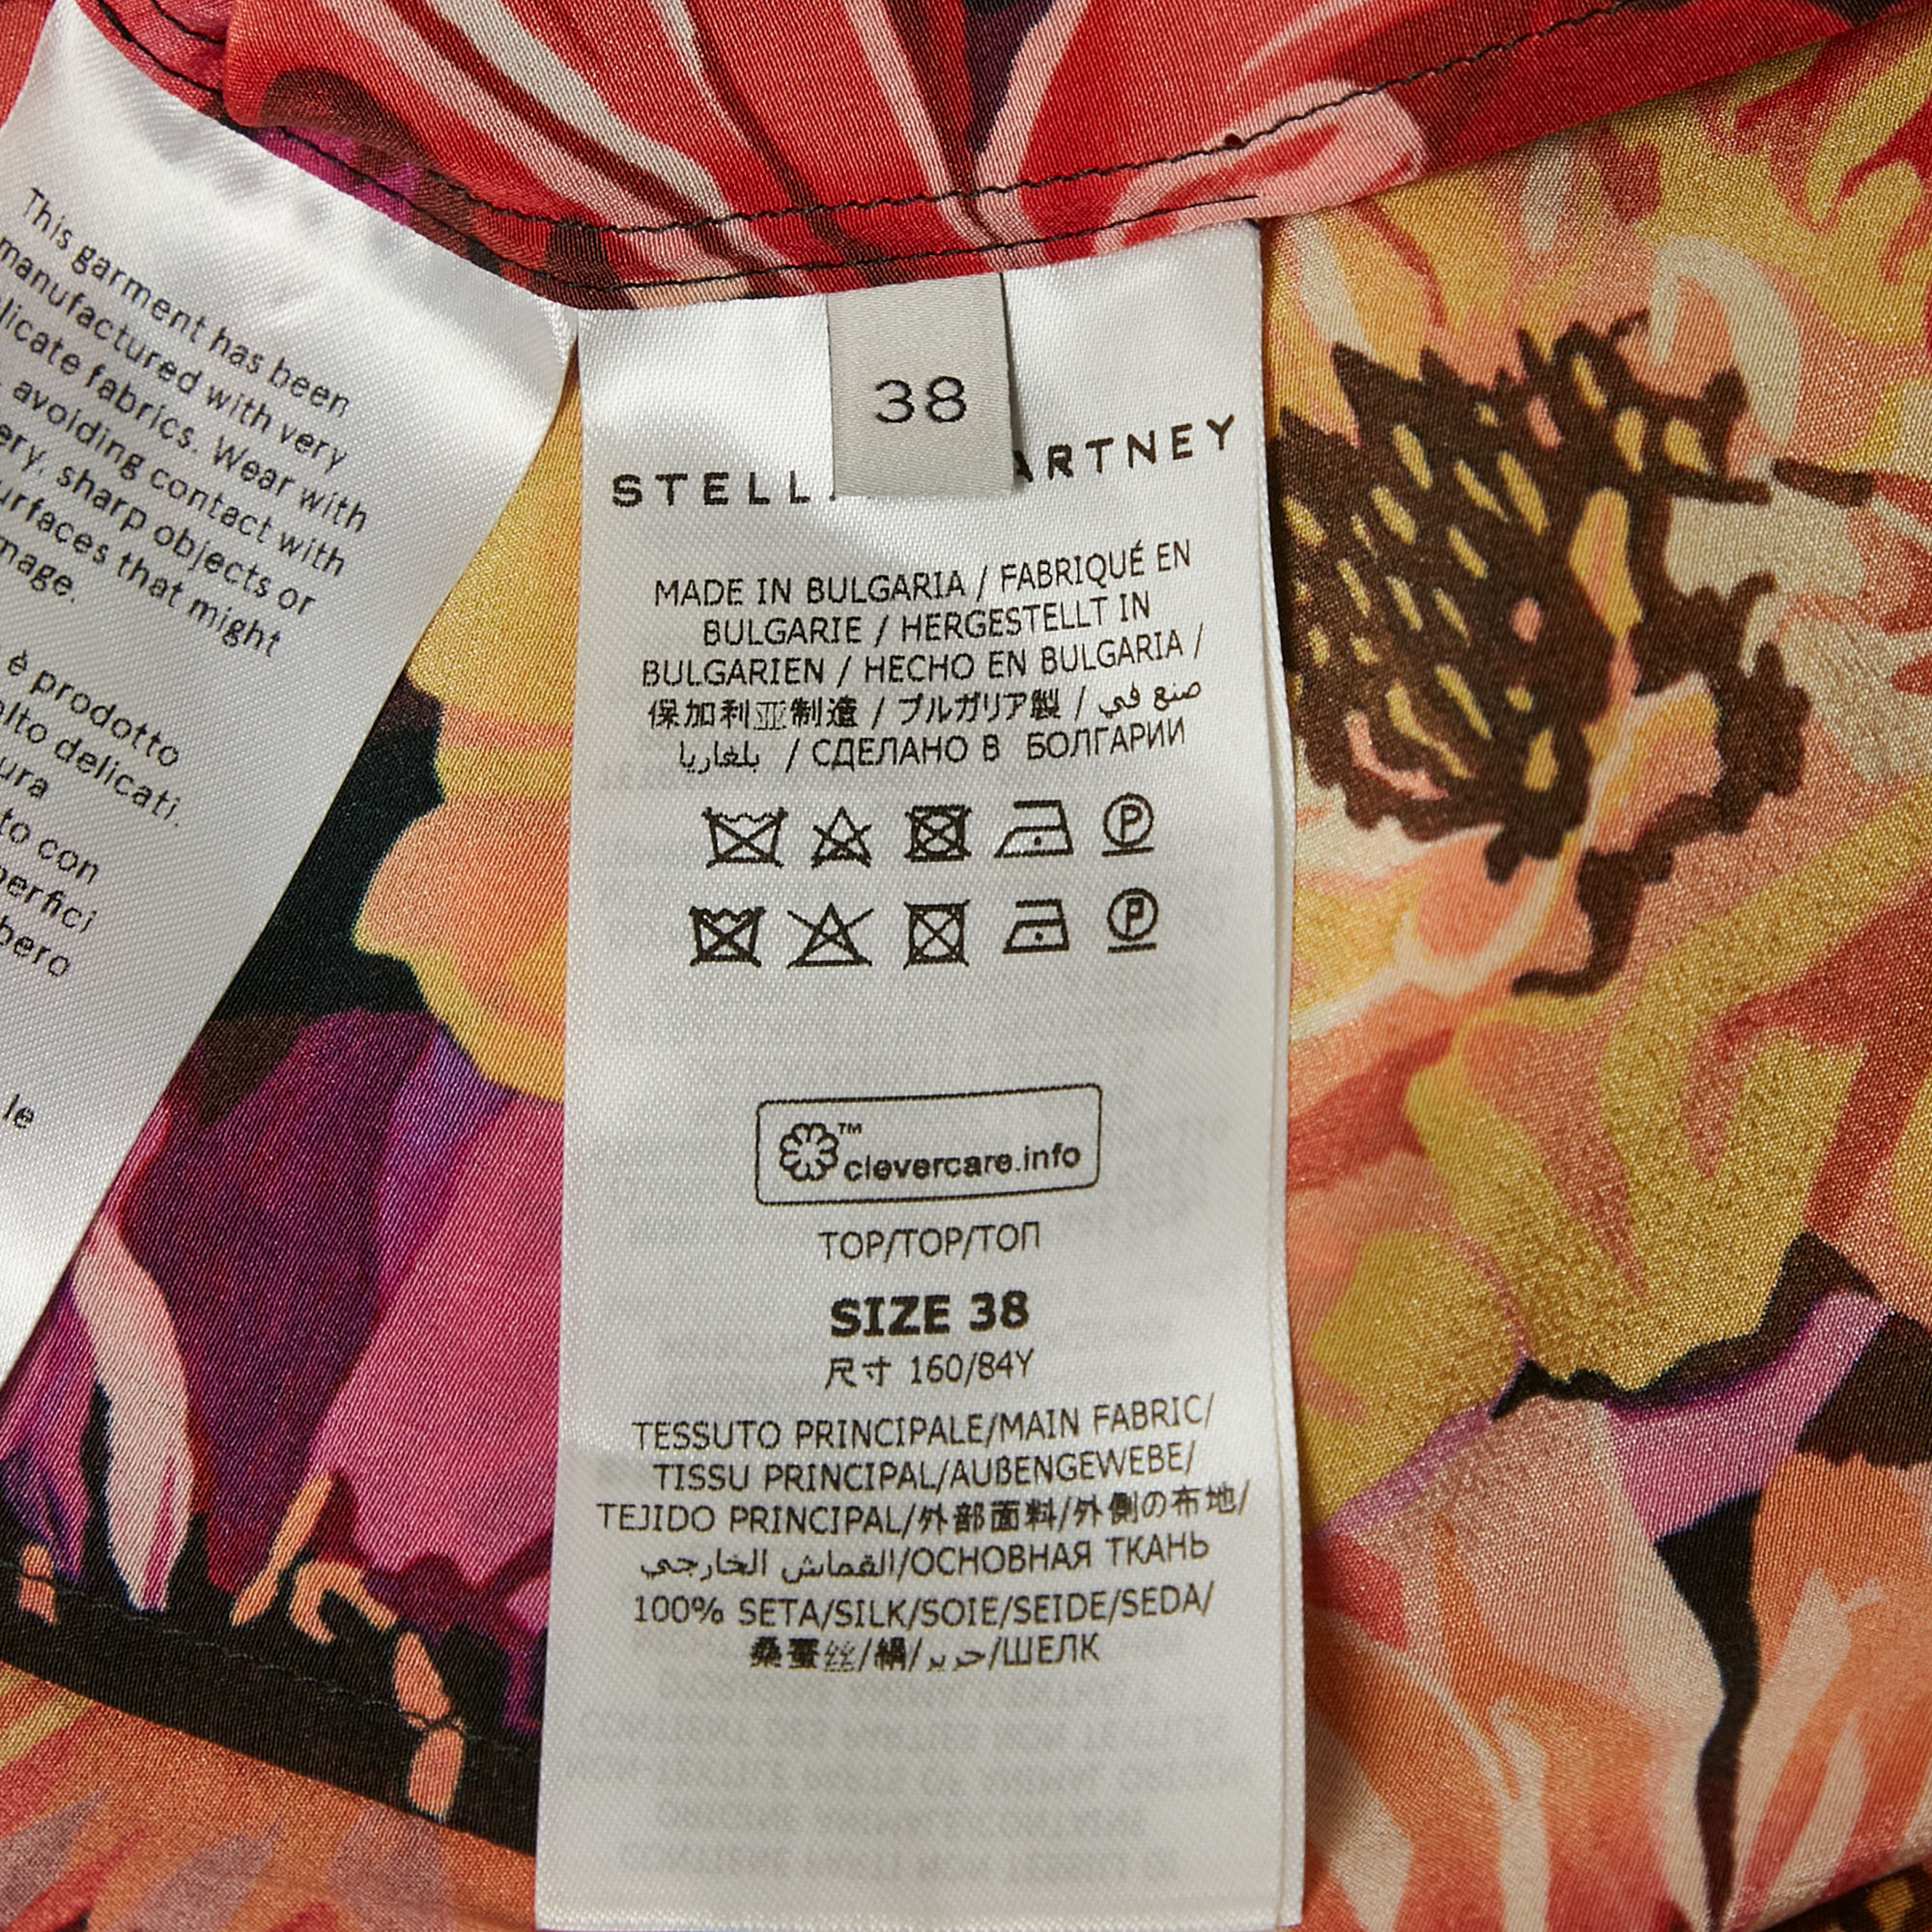 This garment has been
manufactured with very
fabrics. Wear with
avoiding contact with
sharp objects or
that might
è prodotto
delicati.
con
le
38
MADE IN BULGARIA / FABRIQUÉ EN
BULGARIE / HERGESTELLT IN
BULGARIEN / HECHO EN BULGARIA /
保加利亚制造 / ブルガリア製 / صنع في
بلغاريا / СДЕЛАНО В БОЛГАРИИ
P
P
™
clevercare.info
TOP/TOP/ТОП
SIZE 38
尺寸 160/84Y
TESSUTO PRINCIPALE/MAIN FABRIC/
TISSU PRINCIPAL/AUßENGEWEBE/
TEJIDO PRINCIPAL/外部面料/外側の布地/
القماش الخارجي/ОСНОВНАЯ ТКАНЬ
100% SETA/SILK/SOIE/SEIDE/SEDA/
桑蚕丝/絹/حرير/ШЕЛК